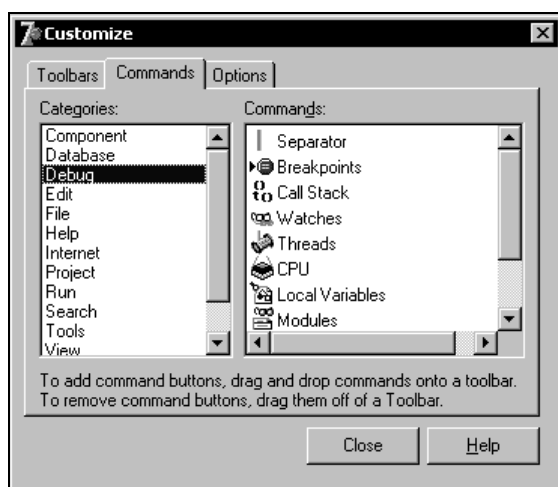 7 Customize
Toolbars Commands Options
Categories:
Component
Database
Debug
Edit
File
Help
Internet
Project
Run
Search
Tools
View
Commands:
Separator
Breakpoints
Call Stack
Watches
Threads
CPU
Local Variables
Modules
To add command buttons, drag and drop commands onto a toolbar.
To remove command buttons, drag them off of a Toolbar.
Close Help